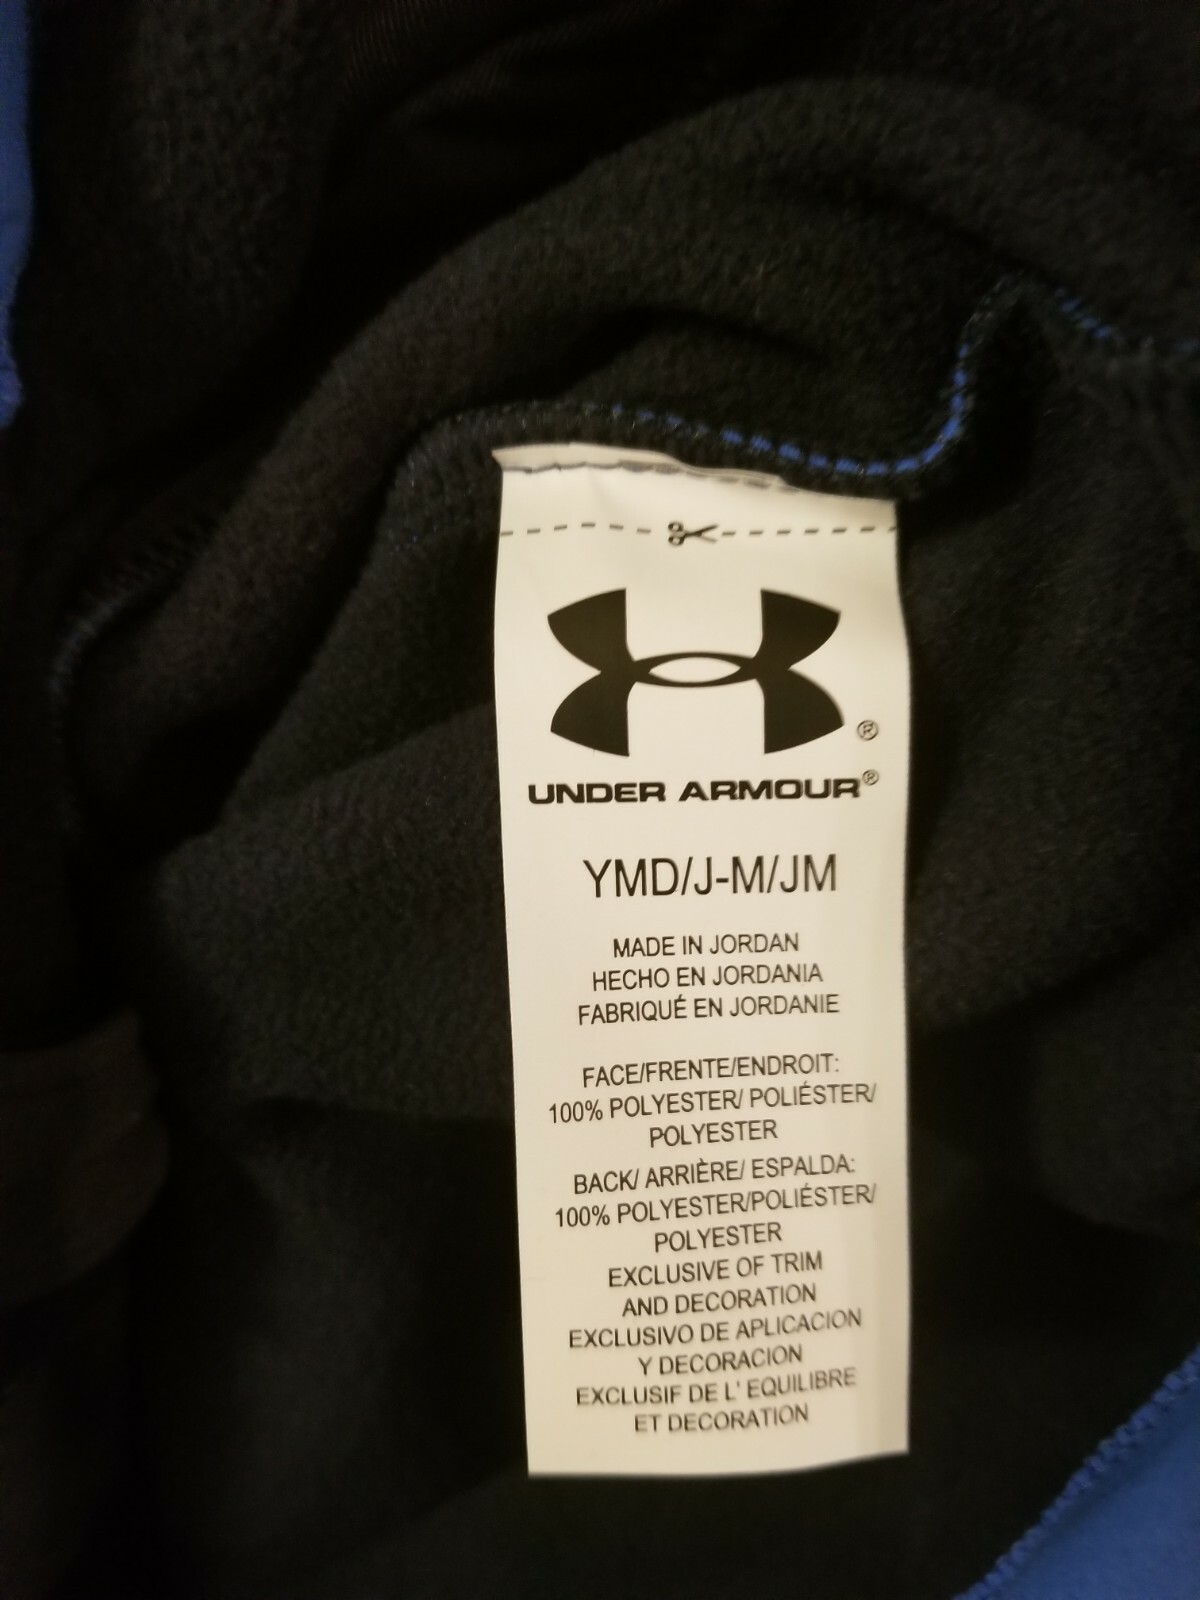 UNDER ARMOUR®
YMD/J-M/JM
MADE IN JORDAN
HECHO EN JORDANIA
FABRIQUÉ EN JORDANIE
FACE/FRENTE/ENDROIT:
100% POLYESTER/ POLIÉSTER/
POLYESTER
BACK/ ARRIÈRE/ ESPALDA:
100% POLYESTER/POLIÉSTER/
POLYESTER
EXCLUSIVE OF TRIM
AND DECORATION
EXCLUSIVO DE APLICACION
Y DECORACION
EXCLUSIF DE L' EQUILIBRE
ET DECORATION